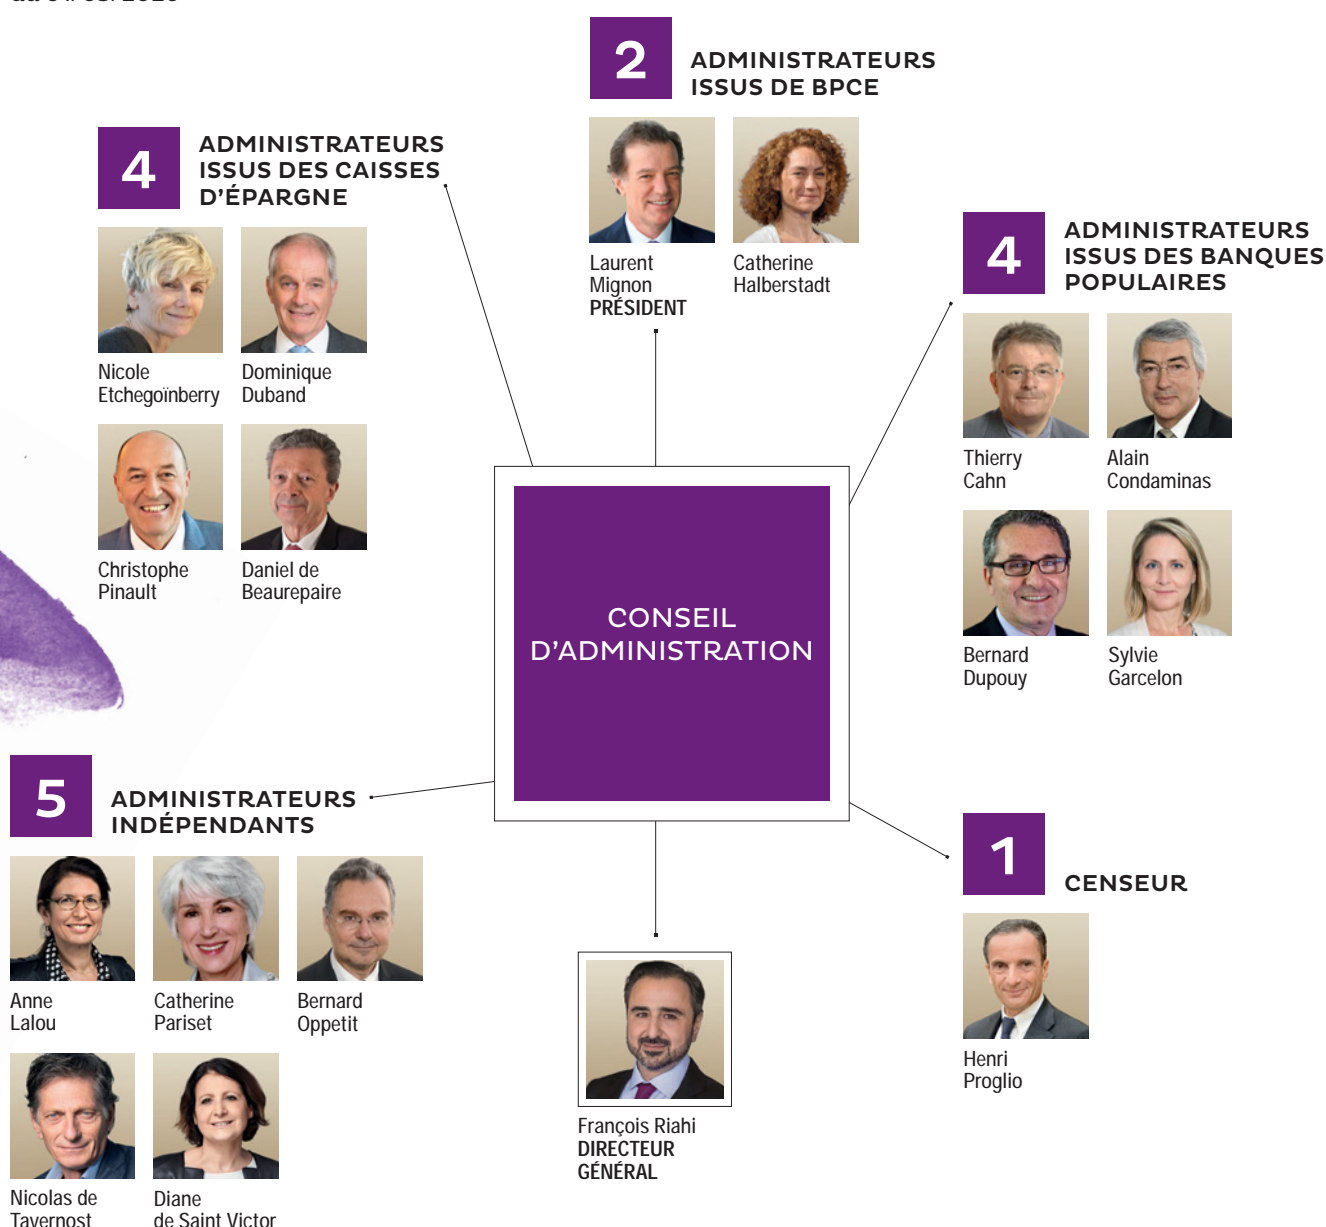 2
ADMINISTRATEURS
ISSUS DE BPCE
Laurent
Mignon
PRÉSIDENT
Catherine
Halberstadt
4
ADMINISTRATEURS
ISSUS DES CAISSES
D'ÉPARGNE
Nicole
Etchegoïnberry
Dominique
Duband
Christophe
Pinault
Daniel de
Beaurepaire
4
ADMINISTRATEURS
ISSUS DES BANQUES
POPULAIRES
Thierry
Cahn
Alain
Condaminas
Bernard
Dupouy
Sylvie
Garcelon
CONSEIL
D'ADMINISTRATION
5
ADMINISTRATEURS
INDÉPENDANTS
Anne
Lalou
Catherine
Pariset
Bernard
Oppetit
Nicolas de
Tavernost
Diane
de Saint Victor
1
CENSEUR
Henri
Proglio
François Riahi
DIRECTEUR
GÉNÉRAL